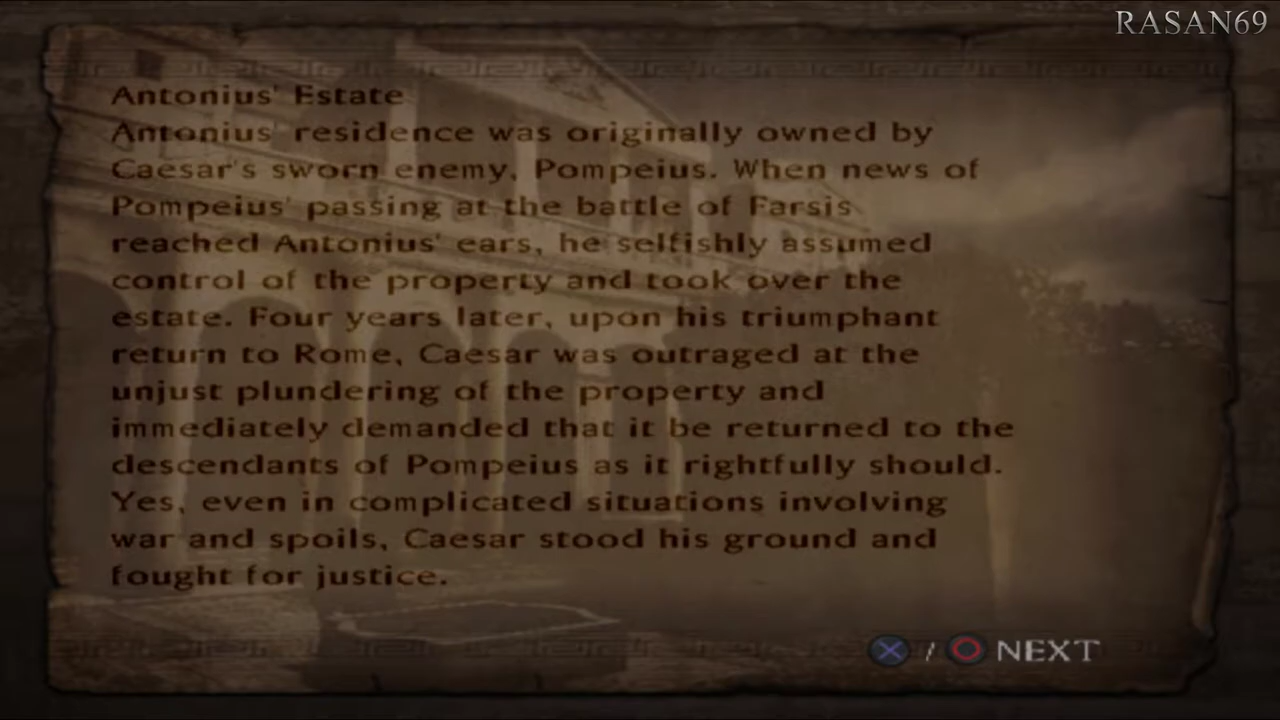 RASAN69
Antonius' Estate
Antonius' residence was originally owned by
Caesar's sworn enemy, Pompeius. When news of
Pompeius' passing at the battle of Farsis
reached Antonius' ears, he selfishly assumed
control of the property and took over the
estate. Four years later, upon his triumphant
return to Rome, Caesar was outraged at the
unjust plundering of the property and
immediately demanded that it be returned to the
descendants of Pompeius as it rightfully should.
Yes, even in complicated situations involving
war and spoils, Caesar stood his ground and
fought for justice.
/ NEXT